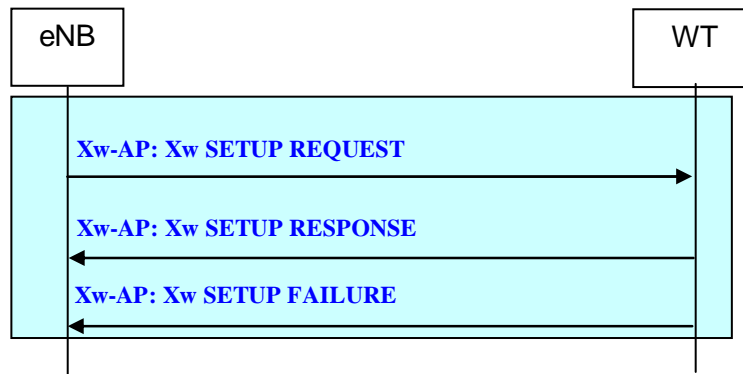 eNB
WT
Xw-AP: Xw SETUP REQUEST
Xw-AP: Xw SETUP RESPONSE
Xw-AP: Xw SETUP FAILURE